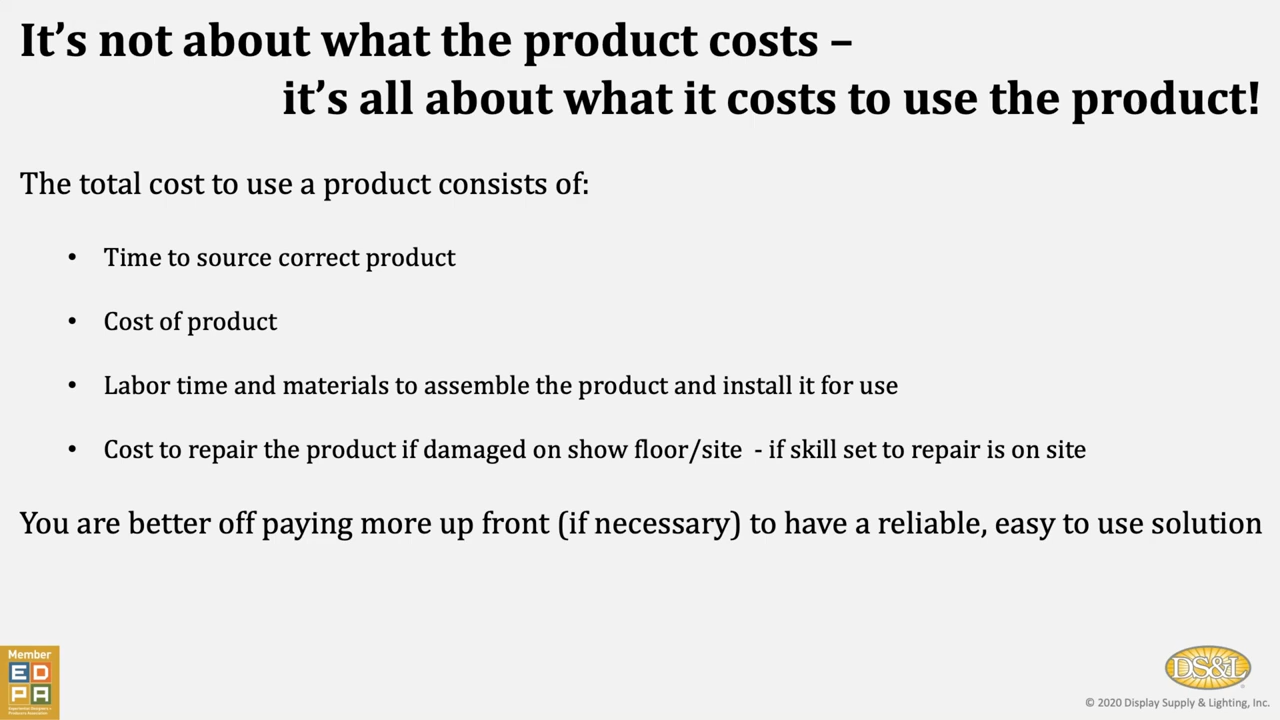 It’s not about what the product costs –
it’s all about what it costs to use the product!
The total cost to use a product consists of:
• Time to source correct product
• Cost of product
• Labor time and materials to assemble the product and install it for use
• Cost to repair the product if damaged on show floor/site - if skill set to repair is on site
You are better off paying more up front (if necessary) to have a reliable, easy to use solution
Member
ED
PA
DS&L
© 2020 Display Supply & Lighting, Inc.